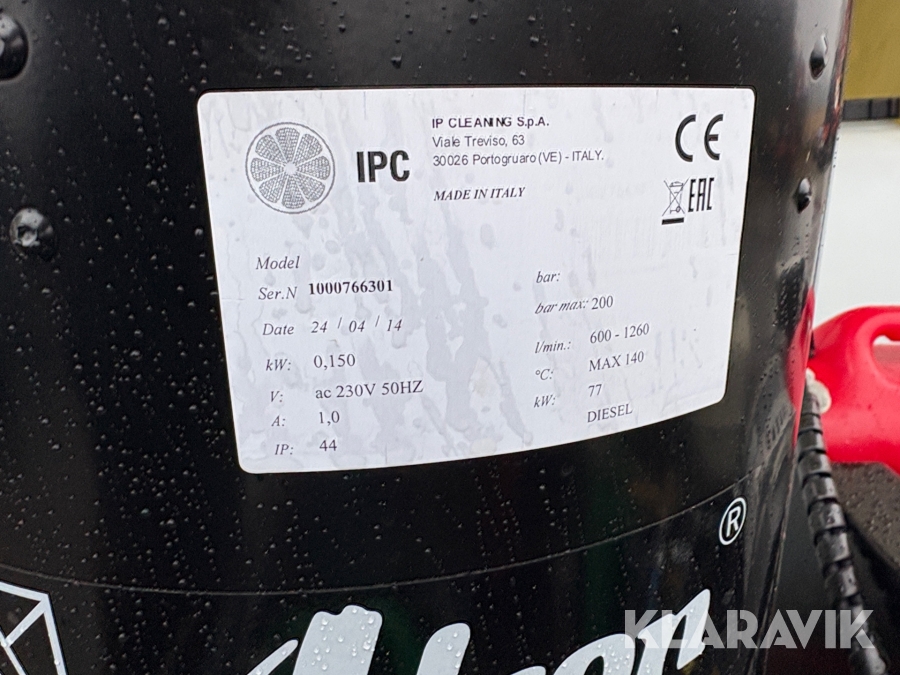 IPC
IP CLEANING S.p.A.
Viale Treviso, 63
30026 Portogruaro (VE) - ITALY.
MADE IN ITALY
CE
EAC
Model
Ser.N 1000766301
Date 24 / 04 / 14
kW: 0,150
V: ac 230V 50HZ
A: 1,0
IP: 44
bar:
bar max: 200
l/min.: 600 - 1260
°C: MAX 140
kW: 77
DIESEL
®
KLARAVIK